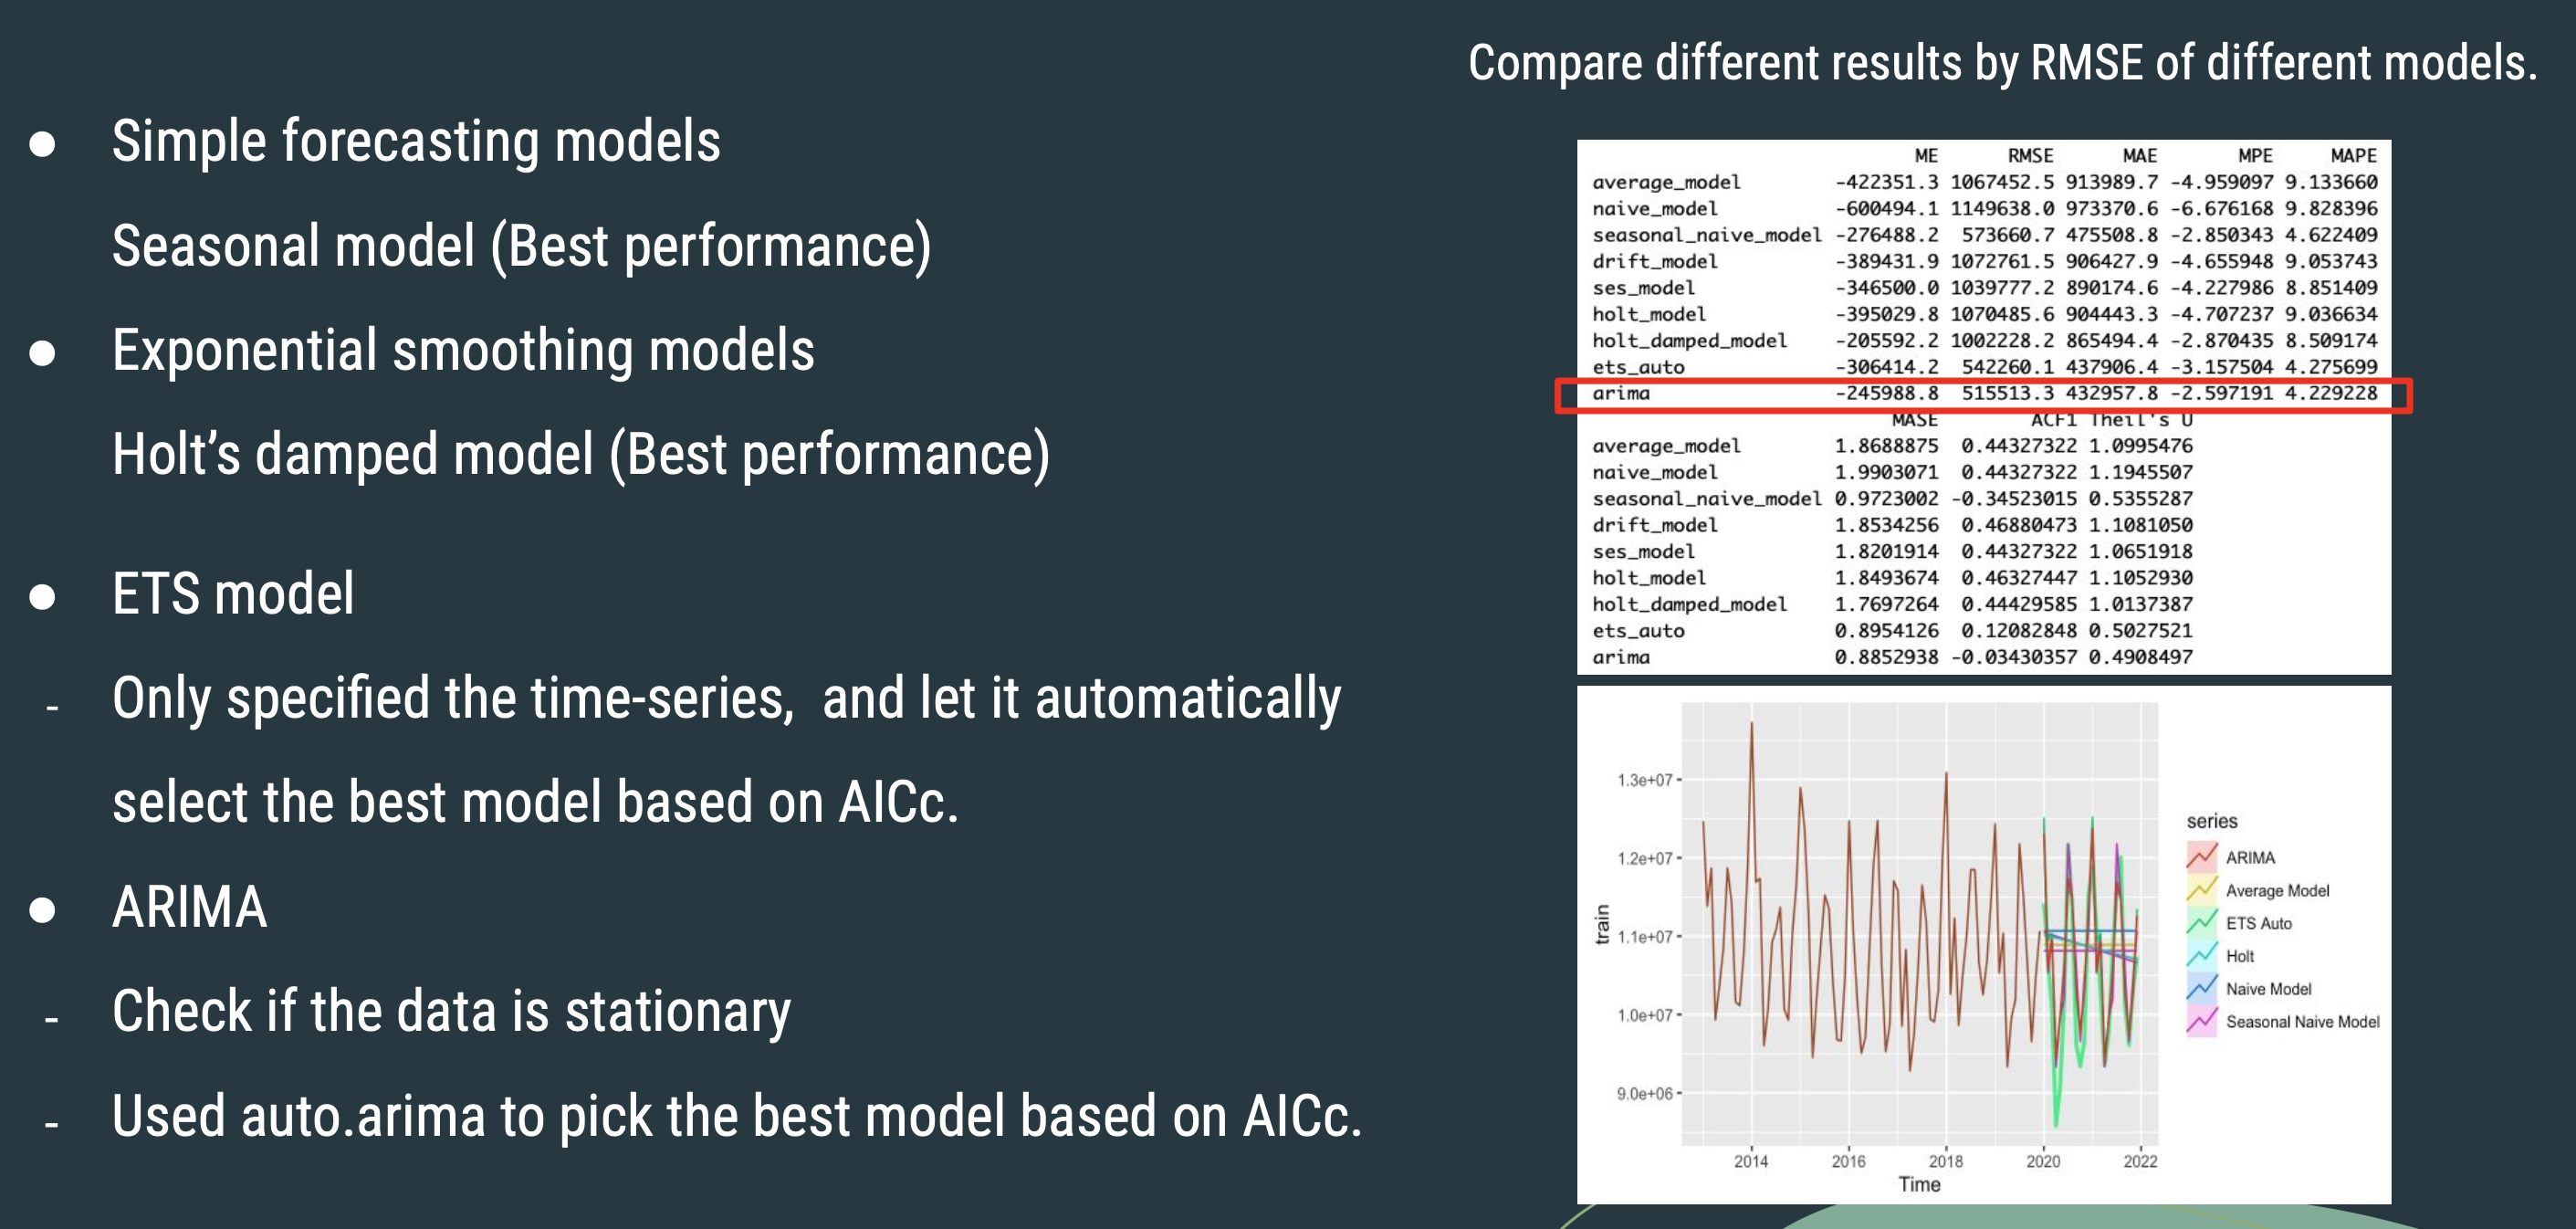 Compare different results by RMSE of different models.
● Simple forecasting models
Seasonal model (Best performance)
● Exponential smoothing models
Holt’s damped model (Best performance)
● ETS model
- Only specified the time-series,  and let it automatically
select the best model based on AICc.
● ARIMA
- Check if the data is stationary
- Used auto.arima to pick the best model based on AICc.
ME RMSE MAE MPE MAPE
average_model -422351.3 1067452.5 913989.7 -4.959097 9.133660
naive_model -600494.1 1149638.0 973370.6 -6.676168 9.828396
seasonal_naive_model -276488.2 573660.7 475508.8 -2.850343 4.622409
drift_model -389431.9 1072761.5 906427.9 -4.655948 9.053743
ses_model -346500.0 1039777.2 890174.6 -4.227986 8.851409
holt_model -395029.8 1070485.6 904443.3 -4.707237 9.036634
holt_damped_model -205592.2 1002228.2 865494.4 -2.870435 8.509174
ets_auto -306414.2 542260.1 437906.4 -3.157504 4.275699
arima -245988.8 515513.3 432957.8 -2.597191 4.229228
MASE ACF1 Theil's U
average_model 1.8688875 0.44327322 1.0995476
naive_model 1.9903071 0.44327322 1.1945507
seasonal_naive_model 0.9723002 -0.34523015 0.5355287
drift_model 1.8534256 0.46880473 1.1081050
ses_model 1.8201914 0.44327322 1.0651918
holt_model 1.8493674 0.46327447 1.1052930
holt_damped_model 1.7697264 0.44429585 1.0137387
ets_auto 0.8954126 0.12082848 0.5027521
arima 0.8852938 -0.03430357 0.4908497
train
1.3e+07
1.2e+07
1.1e+07
1.0e+07
9.0e+06
2014 2016 2018 2020 2022
Time
series
ARIMA
Average Model
ETS Auto
Holt
Naive Model
Seasonal Naive Model